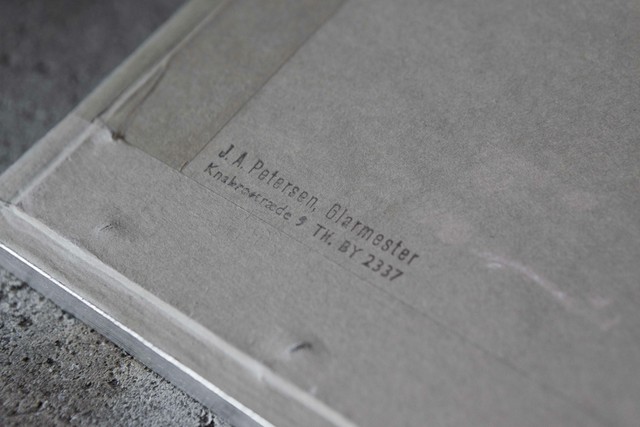 J. A. Petersen, Glarmester
Knabrostræde 9 TH. BY 2337